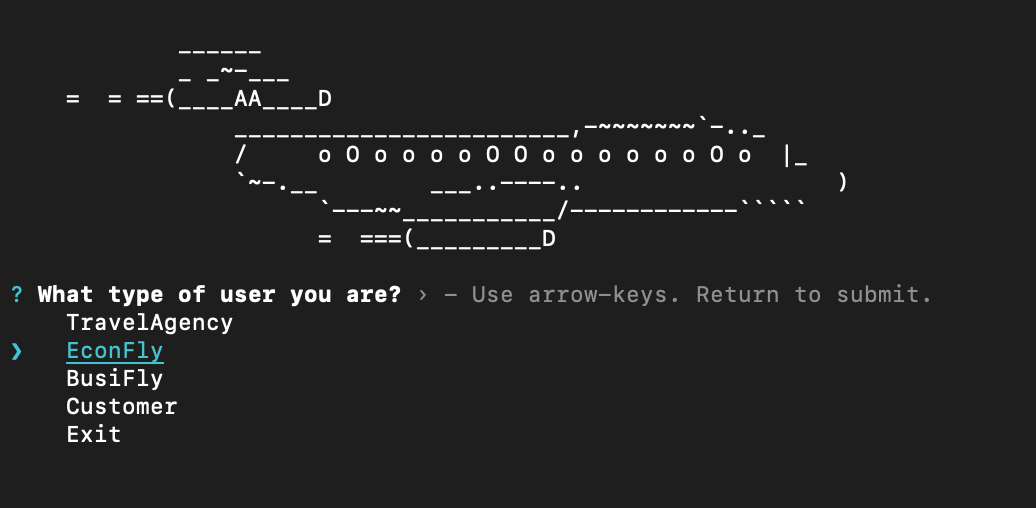 ? What type of user you are? › – Use arrow-keys. Return to submit.
TravelAgency
❯ EconFly
BusiFly
Customer
Exit